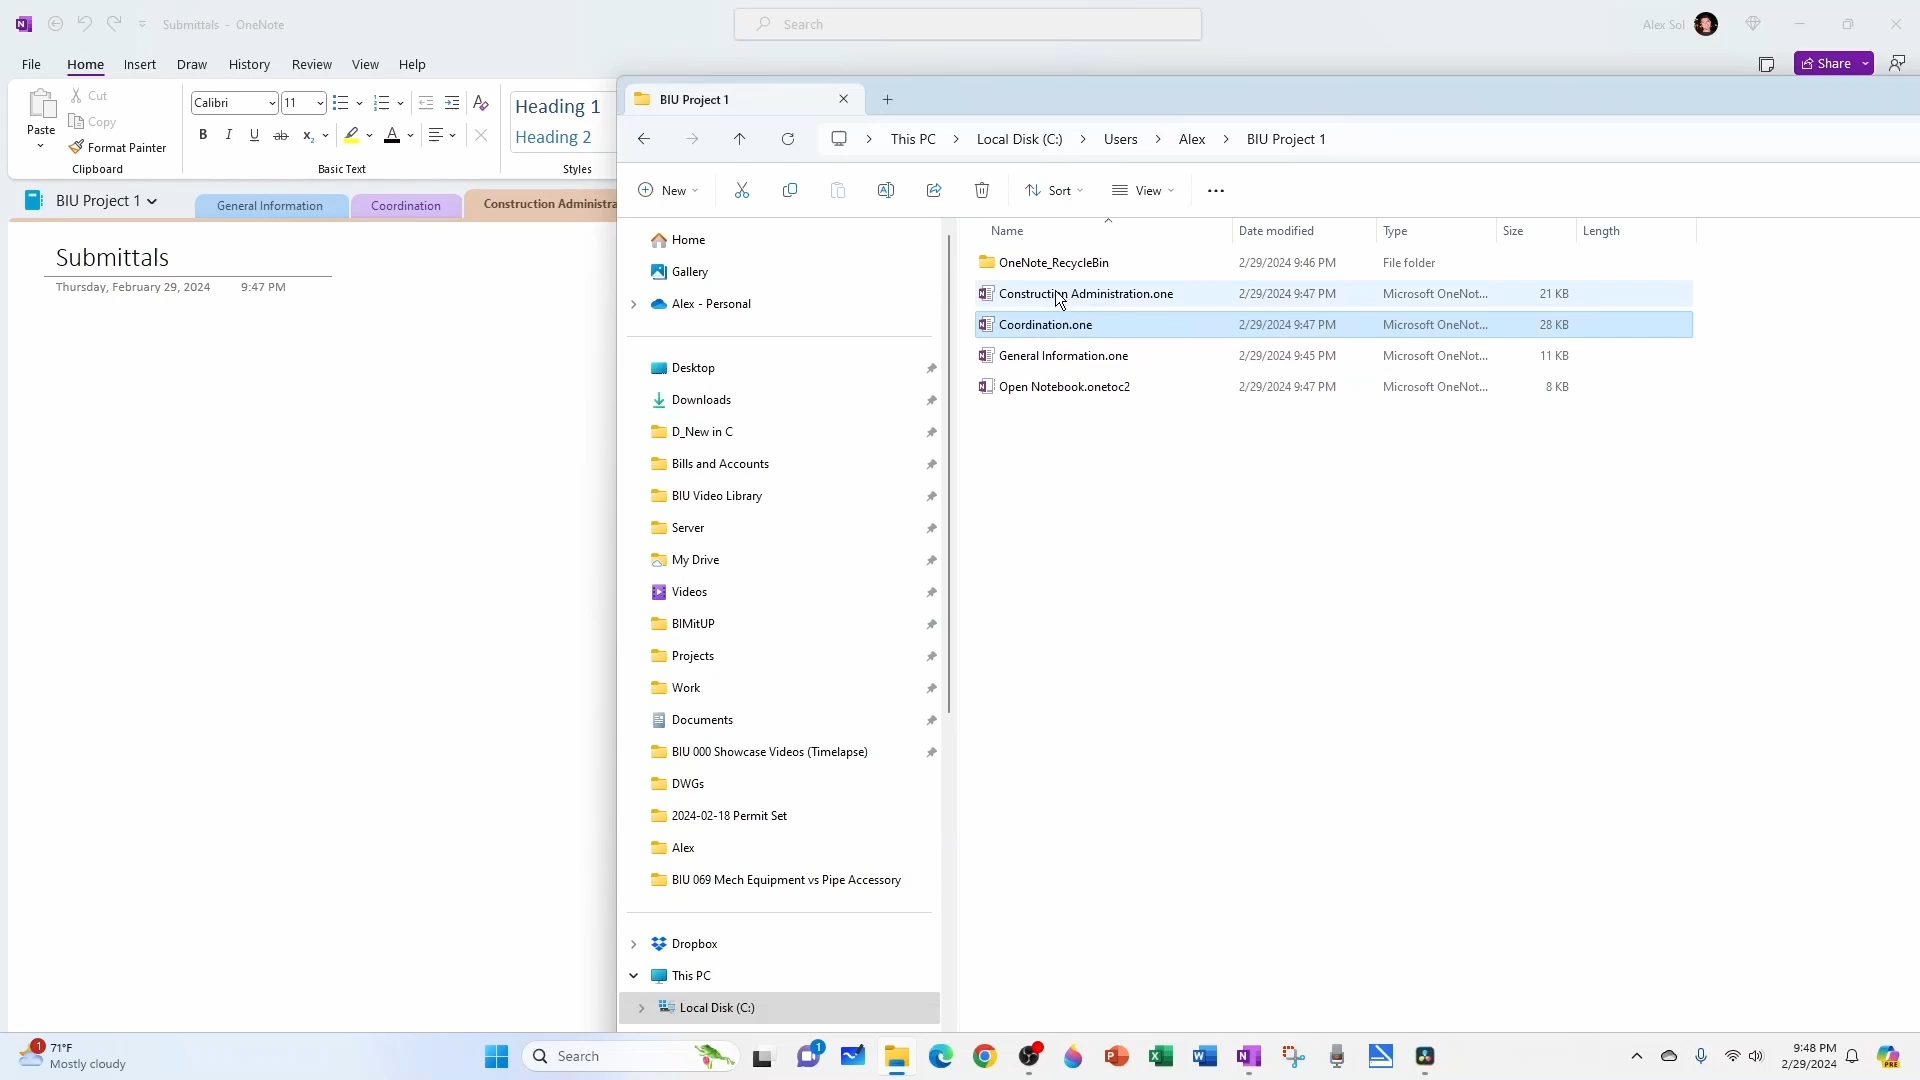 Submittals - OneNote
Search
Alex Sol
File Home Insert Draw History Review View Help
Share
Paste
Cut
Copy
Format Painter
Clipboard
Calibri 11
Basic Text
Heading 1
Heading 2
Styles
BIU Project 1
General Information
Coordination
Construction Administra
Submittals
Thursday, February 29, 2024 9:47 PM
BIU Project 1
This PC > Local Disk (C:) > Users > Alex > BIU Project 1
New Sort View
Home
Gallery
Alex - Personal
Desktop
Downloads
D_New in C
Bills and Accounts
BIU Video Library
Server
My Drive
Videos
BIMitUP
Projects
Work
Documents
BIU 000 Showcase Videos (Timelapse)
DWGs
2024-02-18 Permit Set
Alex
BIU 069 Mech Equipment vs Pipe Accessory
Dropbox
This PC
Local Disk (C:)
Name Date modified Type Size Length
OneNote_RecycleBin 2/29/2024 9:46 PM File folder
Construction Administration.one 2/29/2024 9:47 PM Microsoft OneNot... 21 KB
Coordination.one 2/29/2024 9:47 PM Microsoft OneNot... 28 KB
General Information.one 2/29/2024 9:45 PM Microsoft OneNot... 11 KB
Open Notebook.onetoc2 2/29/2024 9:47 PM Microsoft OneNot... 8 KB
1
71°F
Mostly cloudy
Search
1
9:48 PM
2/29/2024
PRE